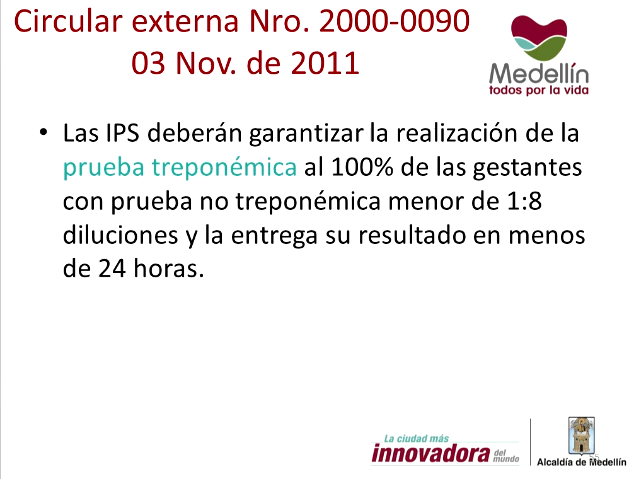 Circular externa Nro. 2000-0090
03 Nov. de 2011
Medellín
todos por la vida
• Las IPS deberán garantizar la realización de la
prueba treponémica al 100% de las gestantes
con prueba no treponémica menor de 1:8
diluciones y la entrega su resultado en menos
de 24 horas.
La ciudad más
innovadora del
mundo
Alcaldía de Medellín